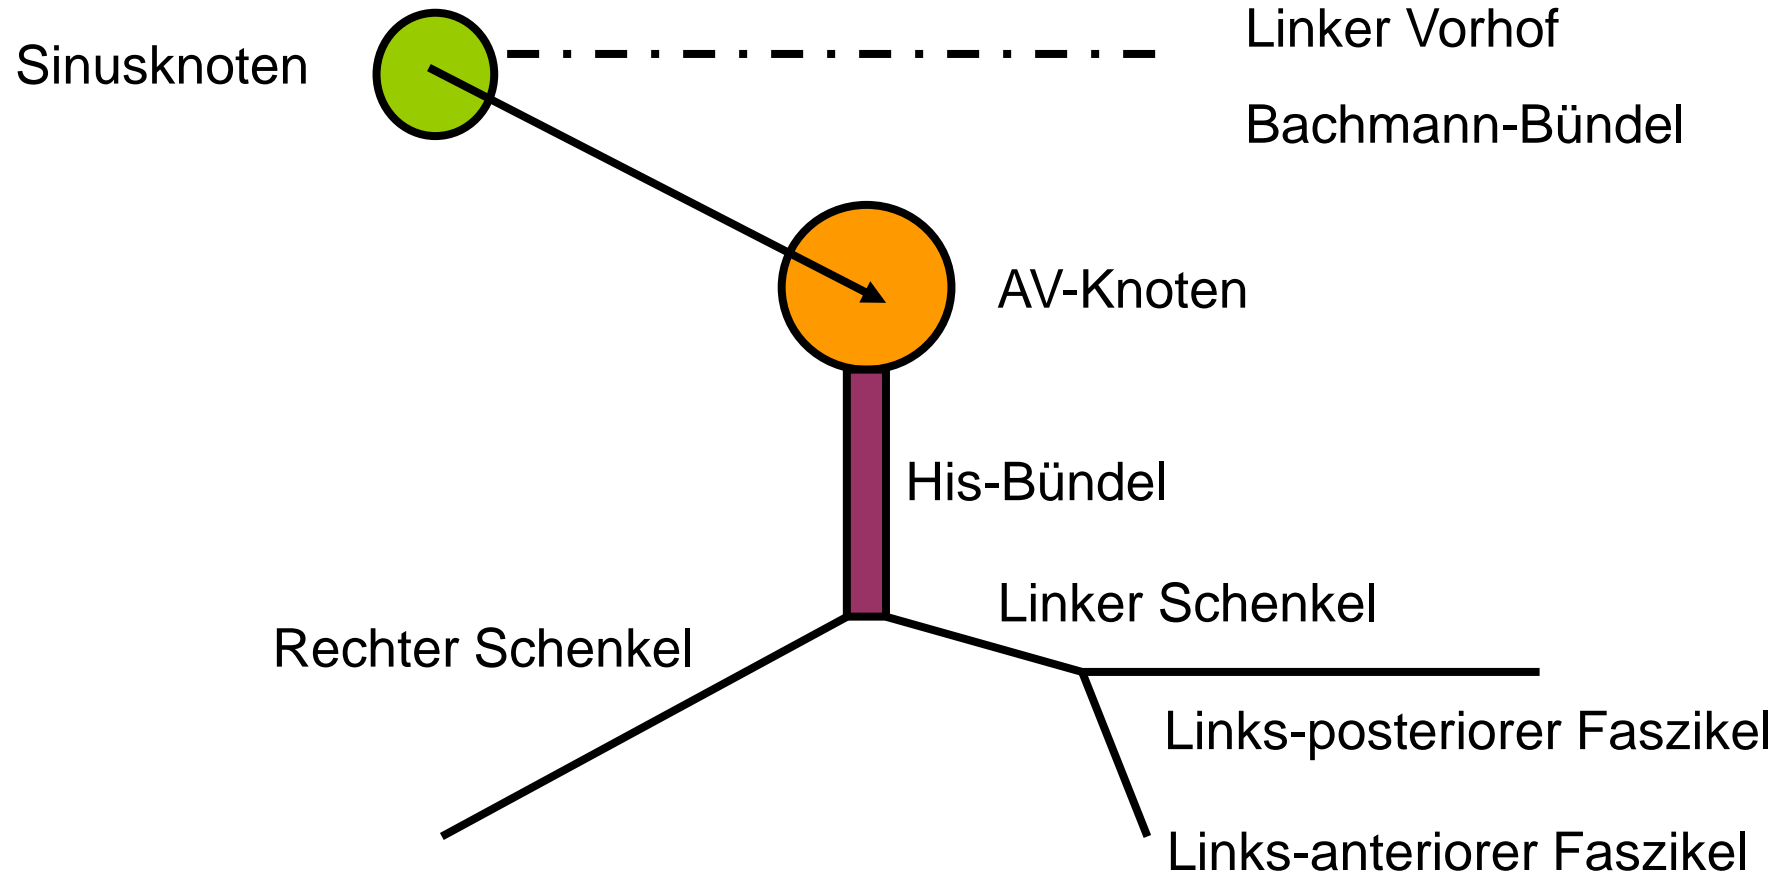 Linker Vorhof
Sinusknoten
Bachmann-Bündel
AV-Knoten
His-Bündel
Linker Schenkel
Rechter Schenkel
Links-posteriorer Faszikel
Links-anteriorer Faszikel